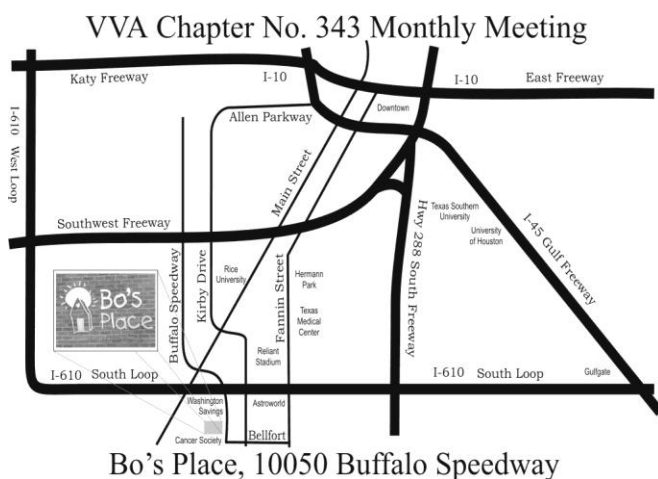 VVA Chapter No. 343 Monthly Meeting
Katy Freeway
I-10
I-10
East Freeway
Downtown
Allen Parkway
I-610 West Loop
Main Street
Southwest Freeway
Texas Southern
University
University
of Houston
Hwy 288 South Freeway
I-45 Gulf Freeway
Buffalo Speedway
Kirby Drive
Rice
University
Fannin Street
Hermann
Park
Texas
Medical
Center
Bo's
Place
Reliant
Stadium
I-610
South Loop
I-610
South Loop
Gulfgate
Washington
Savings
Astroworld
Cancer Society
Bellfort
Bo's Place, 10050 Buffalo Speedway